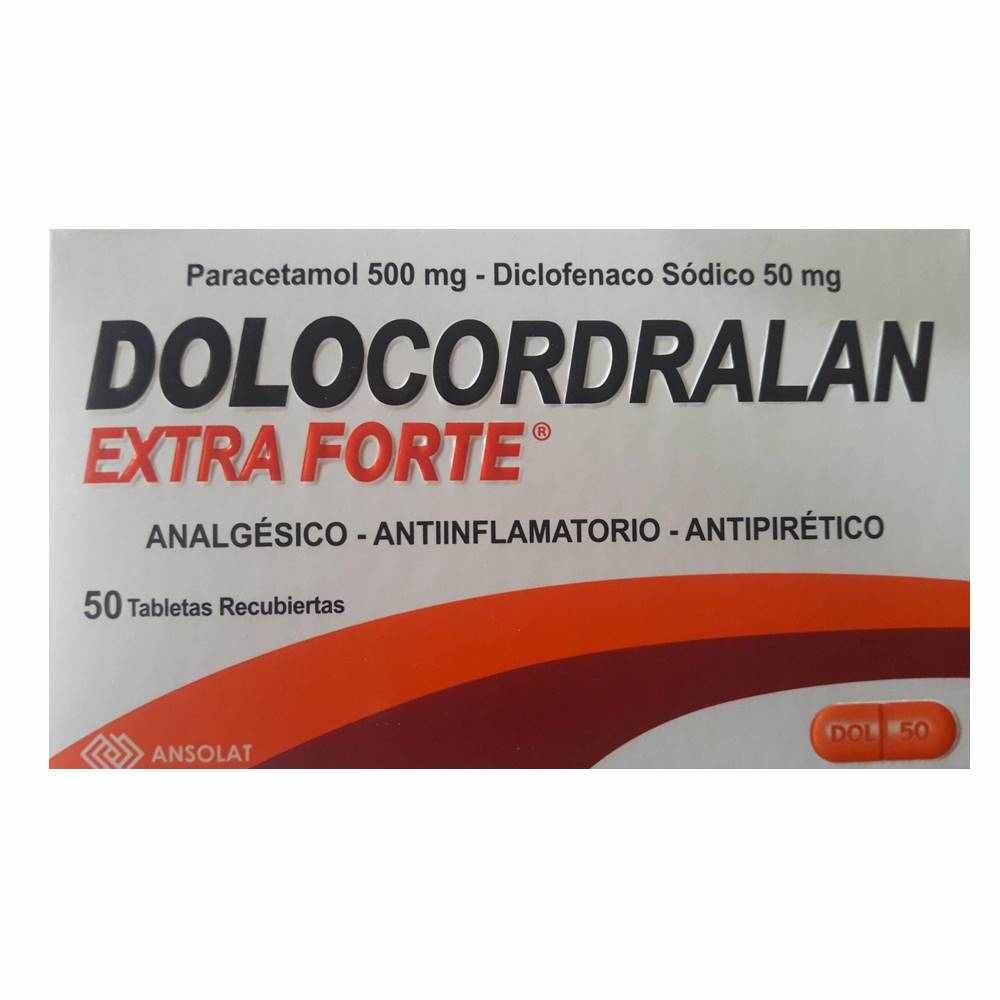 Paracetamol 500 mg - Diclofenaco Sódico 50 mg
DOLOCORDRALAN
EXTRA FORTE®
ANALGÉSICO - ANTIINFLAMATORIO - ANTIPIRÉTICO
50 Tabletas Recubiertas
DOL 50
ANSOLAT